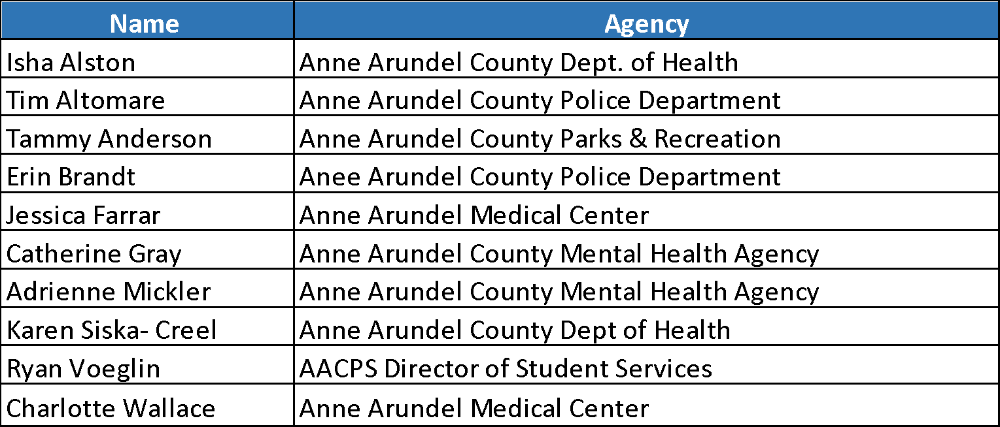 Name Agency
Isha Alston Anne Arundel County Dept. of Health
Tim Altomare Anne Arundel County Police Department
Tammy Anderson Anne Arundel County Parks & Recreation
Erin Brandt Anee Arundel County Police Department
Jessica Farrar Anne Arundel Medical Center
Catherine Gray Anne Arundel County Mental Health Agency
Adrienne Mickler Anne Arundel County Mental Health Agency
Karen Siska- Creel Anne Arundel County Dept of Health
Ryan Voeglin AACPS Director of Student Services
Charlotte Wallace Anne Arundel Medical Center